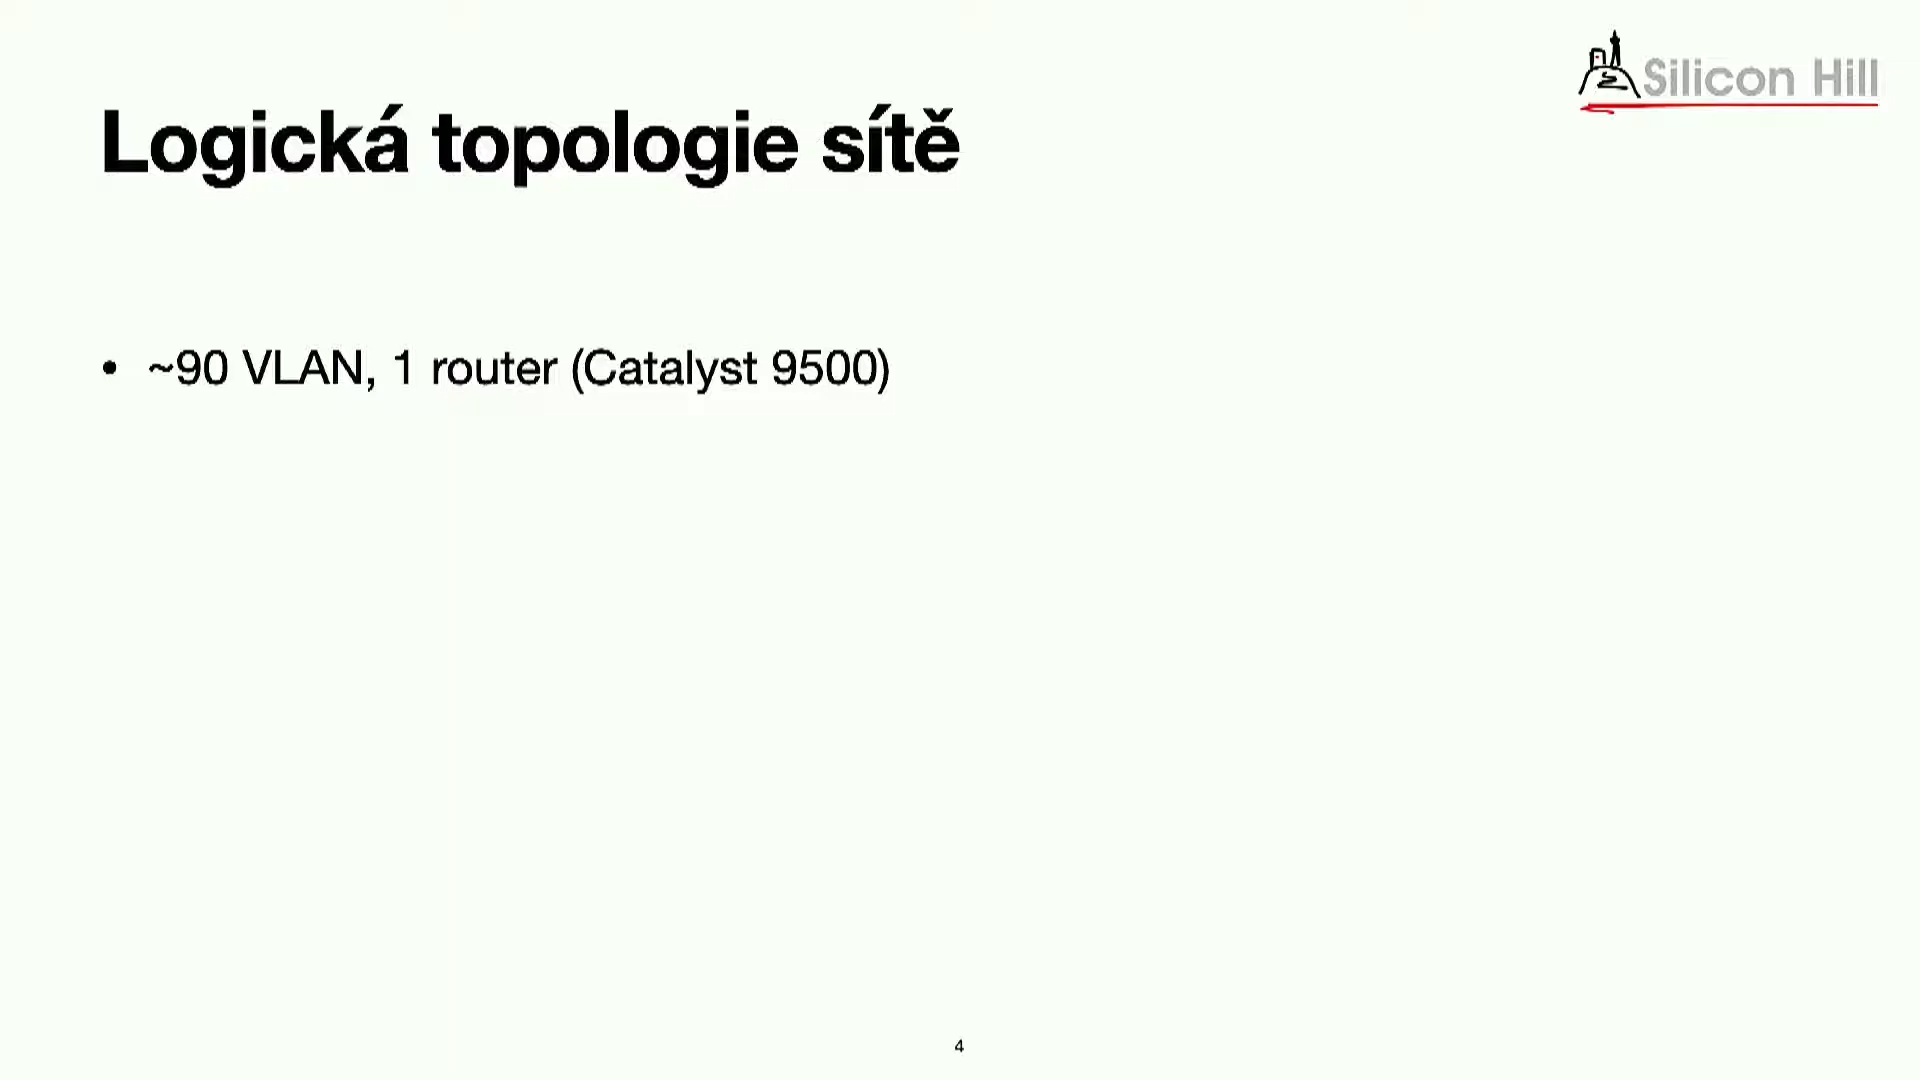 Silicon Hill
Logická topologie sítě
• ~90 VLAN, 1 router (Catalyst 9500)
4